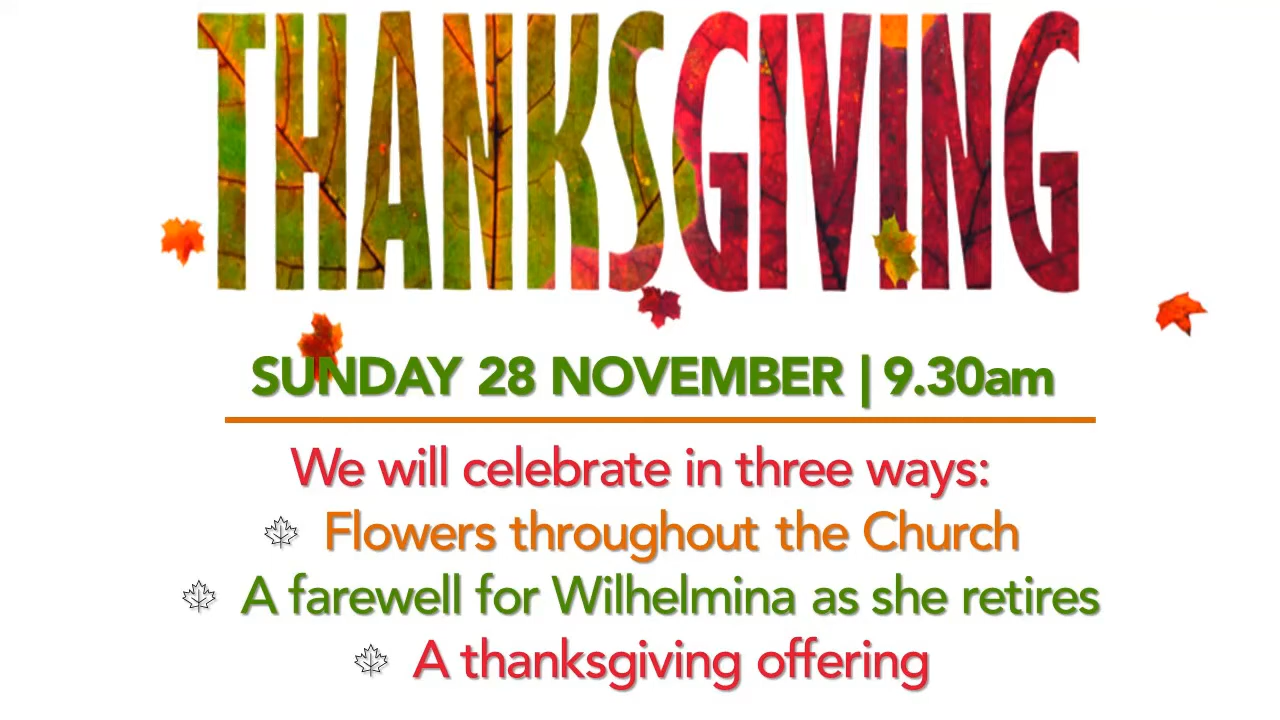 THANKSGIVING
SUNDAY 28 NOVEMBER | 9.30am
We will celebrate in three ways:
Flowers throughout the Church
A farewell for Wilhelmina as she retires
A thanksgiving offering